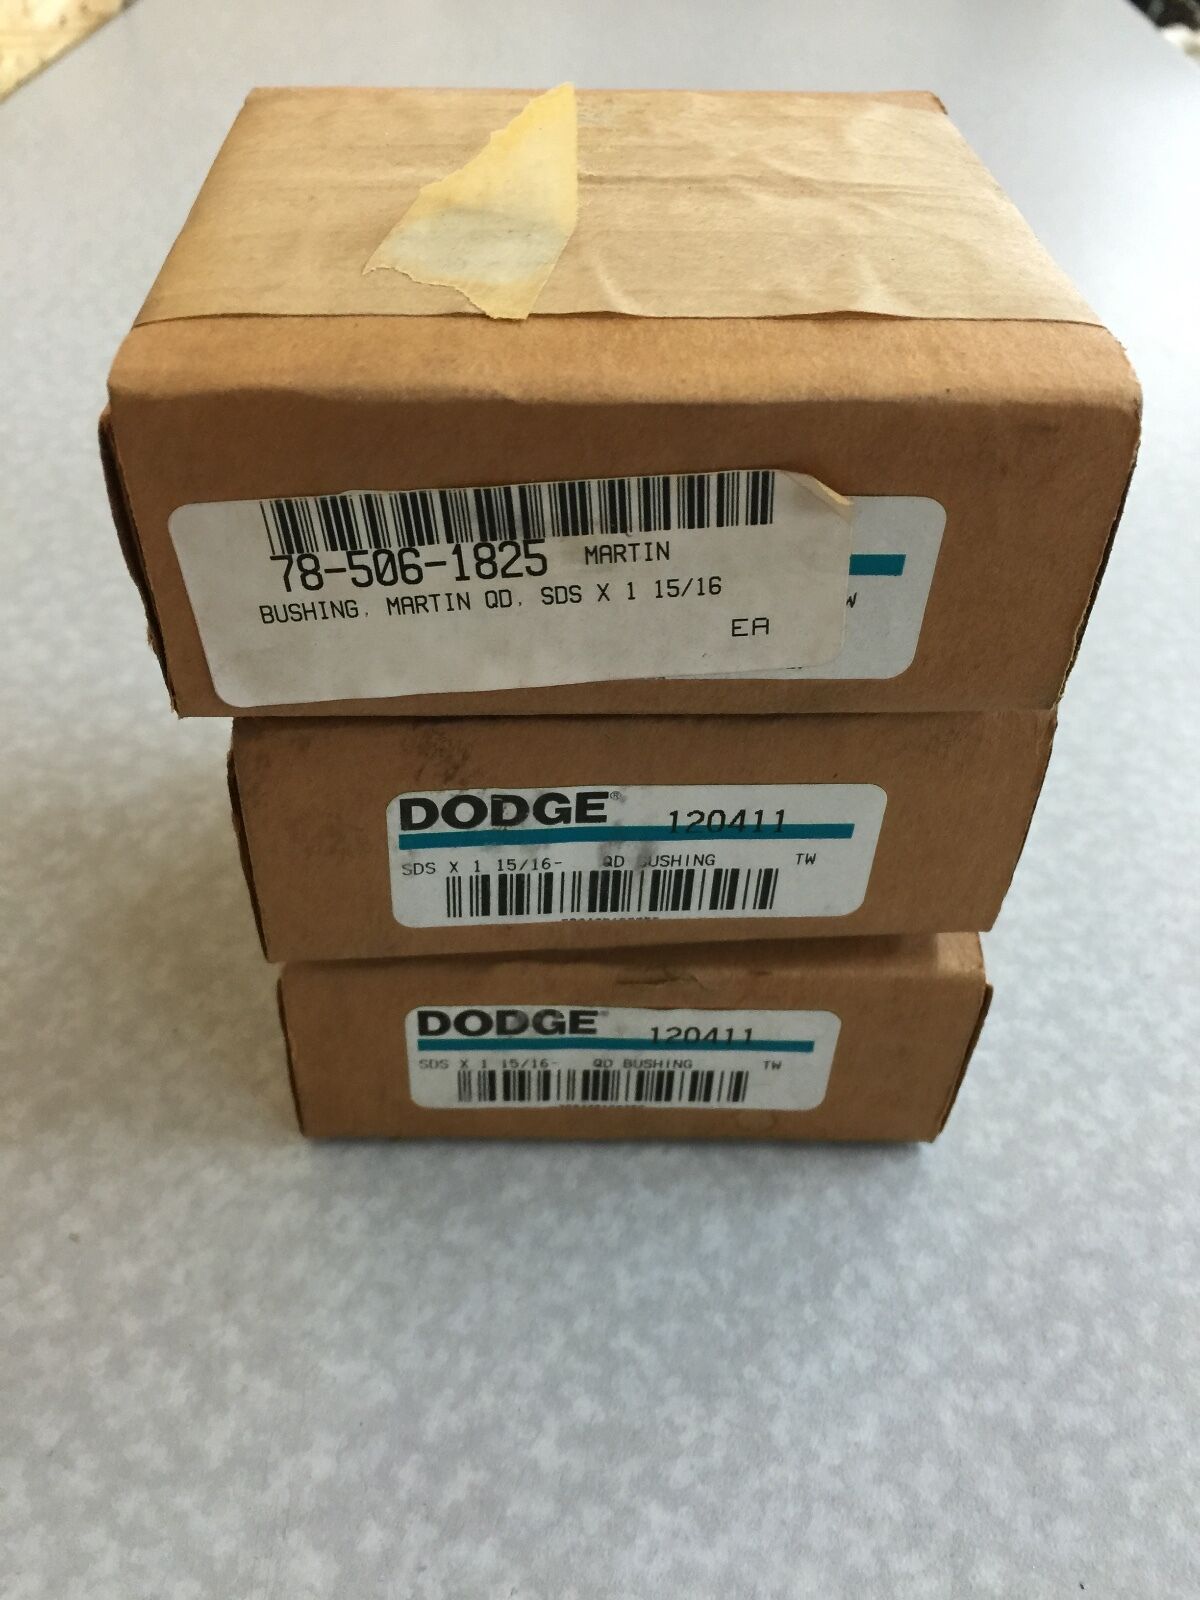 78-506-1825 MARTIN
BUSHING, MARTIN QD, SDS X 1 15/16
EA
W
DODGE® 120411
SDS X 1 15/16- QD BUSHING TW
DODGE 120411
SDS X 1 15/16- QD BUSHING TW